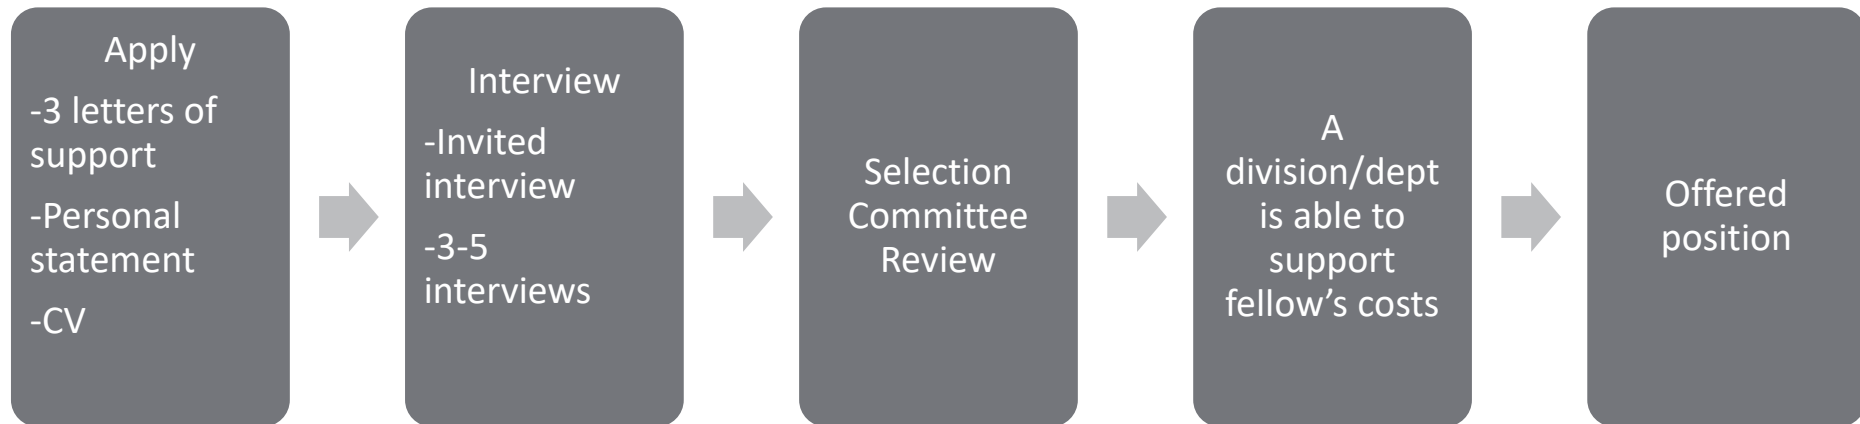 Apply
-3 letters of
support
-Personal
statement
-CV
Interview
-Invited
interview
-3-5
interviews
Selection
Committee
Review
A
division/dept
is able to
support
fellow’s costs
Offered
position